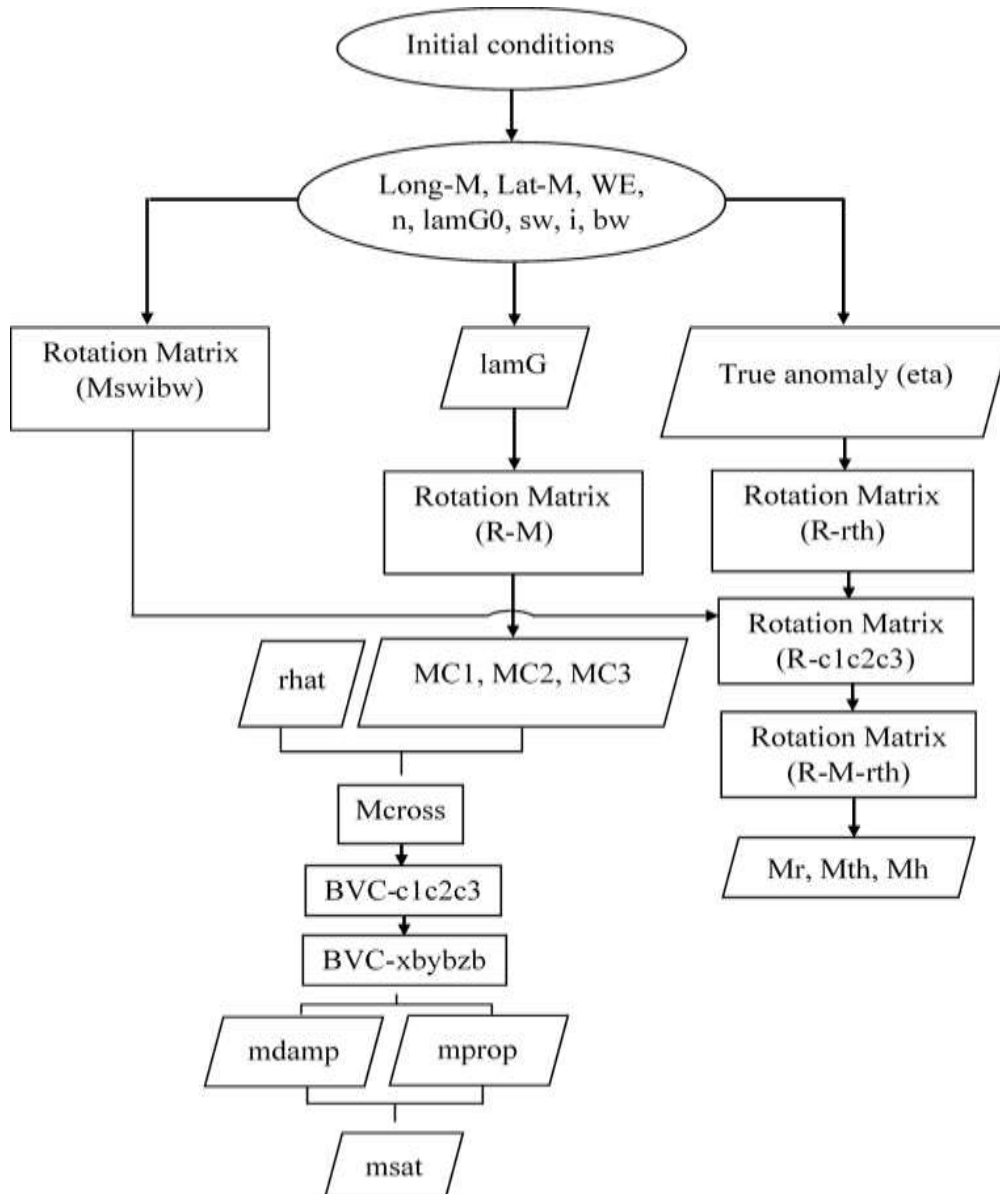 Initial conditions
Long-M, Lat-M, WE,
n, lamG0, sw, i, bw
Rotation Matrix
(Mswibw)
lamG
True anomaly (eta)
Rotation Matrix
(R-M)
Rotation Matrix
(R-rth)
Rotation Matrix
(R-c1c2c3)
rhat
MC1, MC2, MC3
Rotation Matrix
(R-M-rth)
Mcross
Mr, Mth, Mh
BVC-c1c2c3
BVC-xbybzb
mdamp
mprop
msat